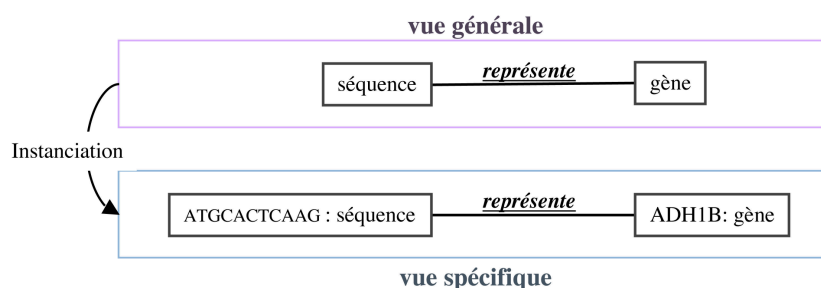 vue générale
séquence
représente
gène
Instanciation
ATGCACTCAAG : séquence
représente
ADH1B: gène
vue spécifique